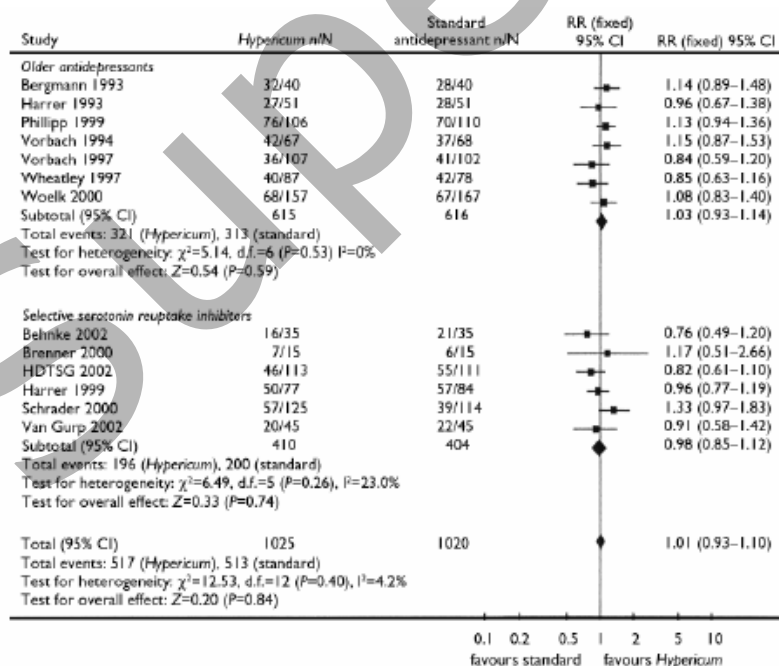 Study Hypericum n/N Standard antidepressant n/N RR (fixed) 95% CI RR (fixed) 95% CI
Older antidepressants
Bergmann 1993 32/40 28/40 1.14 (0.89–1.48)
Harrer 1993 27/51 28/51 0.96 (0.67–1.38)
Phillipp 1999 76/106 70/110 1.13 (0.94–1.36)
Vorbach 1994 42/67 37/68 1.15 (0.87–1.53)
Vorbach 1997 36/107 41/102 0.84 (0.59–1.20)
Wheatley 1997 40/87 42/78 0.85 (0.63–1.16)
Woelk 2000 68/157 67/167 1.08 (0.83–1.40)
Subtotal (95% CI) 615 616 1.03 (0.93–1.14)
Total events: 321 (Hypericum), 313 (standard)
Test for heterogeneity: χ²=5.14, d.f.=6 (P=0.53) I²=0%
Test for overall effect: Z=0.54 (P=0.59)
Selective serotonin reuptake inhibitors
Behnke 2002 16/35 21/35 0.76 (0.49–1.20)
Brenner 2000 7/15 6/15 1.17 (0.51–2.66)
HDTSG 2002 46/113 55/111 0.82 (0.61–1.10)
Harrer 1999 50/77 57/84 0.96 (0.77–1.19)
Schrader 2000 57/125 39/114 1.33 (0.97–1.83)
Van Gurp 2002 20/45 22/45 0.91 (0.58–1.42)
Subtotal (95% CI) 410 404 0.98 (0.85–1.12)
Total events: 196 (Hypericum), 200 (standard)
Test for heterogeneity: χ²=6.49, d.f.=5 (P=0.26), I²=23.0%
Test for overall effect: Z=0.33 (P=0.74)
Total (95% CI) 1025 1020 1.01 (0.93–1.10)
Total events: 517 (Hypericum), 513 (standard)
Test for heterogeneity: χ²=12.53, d.f.=12 (P=0.40), I²=4.2%
Test for overall effect: Z=0.20 (P=0.84)
0.1 0.2 0.5 1 2 5 10
favours standard favours Hypericum
Supe